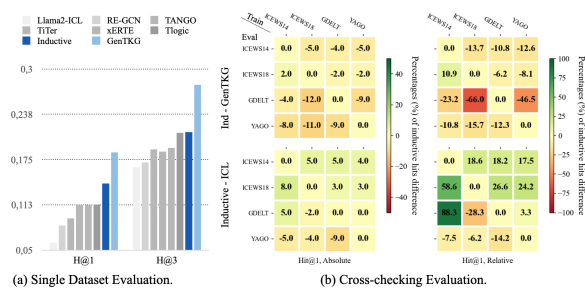 Llama2-ICL RE-GCN TANGO
TiTer xERTE Tlogic
Inductive GenTKG
0,3
0,238
0,175
0,113
0,05
H@1 H@3
(a) Single Dataset Evaluation.
Train
Eval
ICEWS14 ICEWS18 GDELT YAGO
ICEWS14 ICEWS18 GDELT YAGO
Ind - GenTKG
ICEWS14 0.0 -5.0 -4.0 -5.0
ICEWS18 2.0 0.0 -2.0 -2.0
GDELT -4.0 -12.0 0.0 -9.0
YAGO -8.0 -11.0 -9.0 0.0
0.0 -13.7 -10.8 -12.6
10.9 0.0 -6.2 -8.1
-23.2 -66.0 0.0 -46.5
-10.8 -15.7 -12.3 0.0
Inductive - ICL
ICEWS14 0.0 5.0 5.0 4.0
ICEWS18 8.0 0.0 3.0 3.0
GDELT 5.0 -2.0 0.0 0.0
YAGO -5.0 -4.0 -9.0 0.0
0.0 18.6 18.2 17.5
58.6 0.0 26.6 24.2
88.3 -28.3 0.0 3.3
-7.5 -6.2 -14.2 0.0
Hit@1, Absolute
Hit@1, Relative
40
20
0
-20
-40
Percentages (%) of inductive hits difference
100
75
50
25
0
-25
-50
-75
-100
Percentages (%) of inductive hits difference
(b) Cross-checking Evaluation.